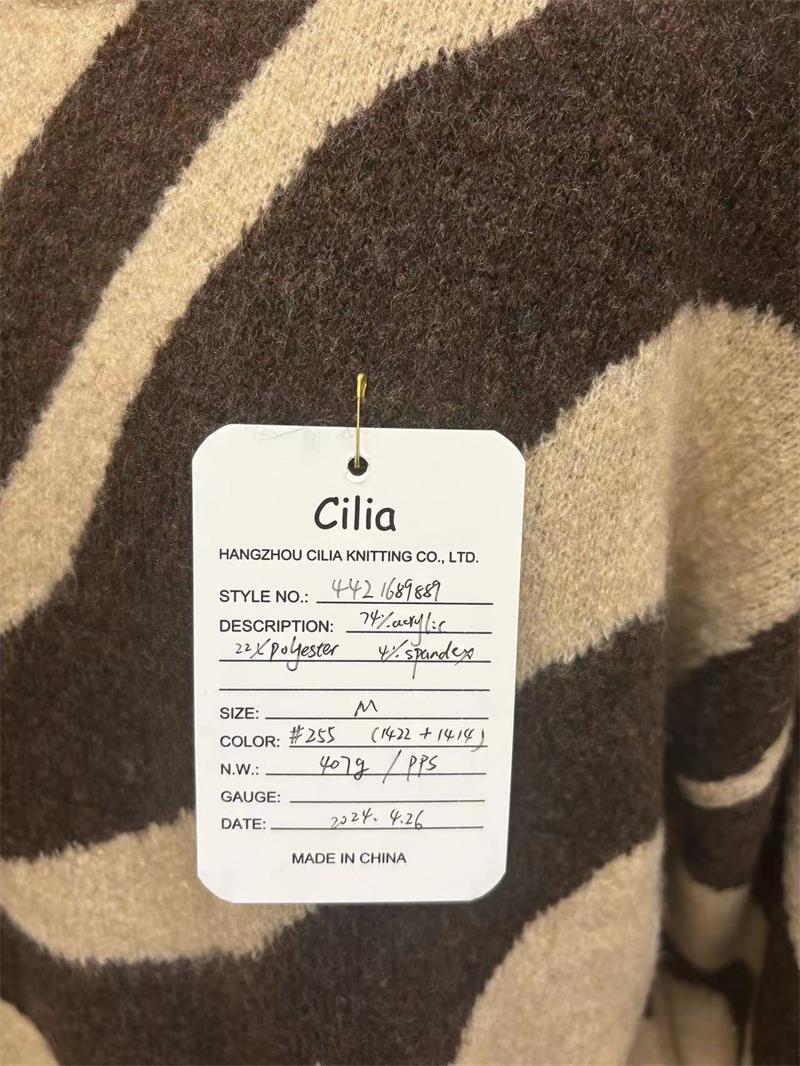 Cilia
HANGZHOU CILIA KNITTING CO., LTD.
STYLE NO.: 4421689889
DESCRIPTION: 74%acrylic
22%polyester 4%spandex
SIZE: M
COLOR: #255 (1422 + 1414)
N.W.: 407g / PPS
GAUGE:
DATE: 2024. 4.26
MADE IN CHINA